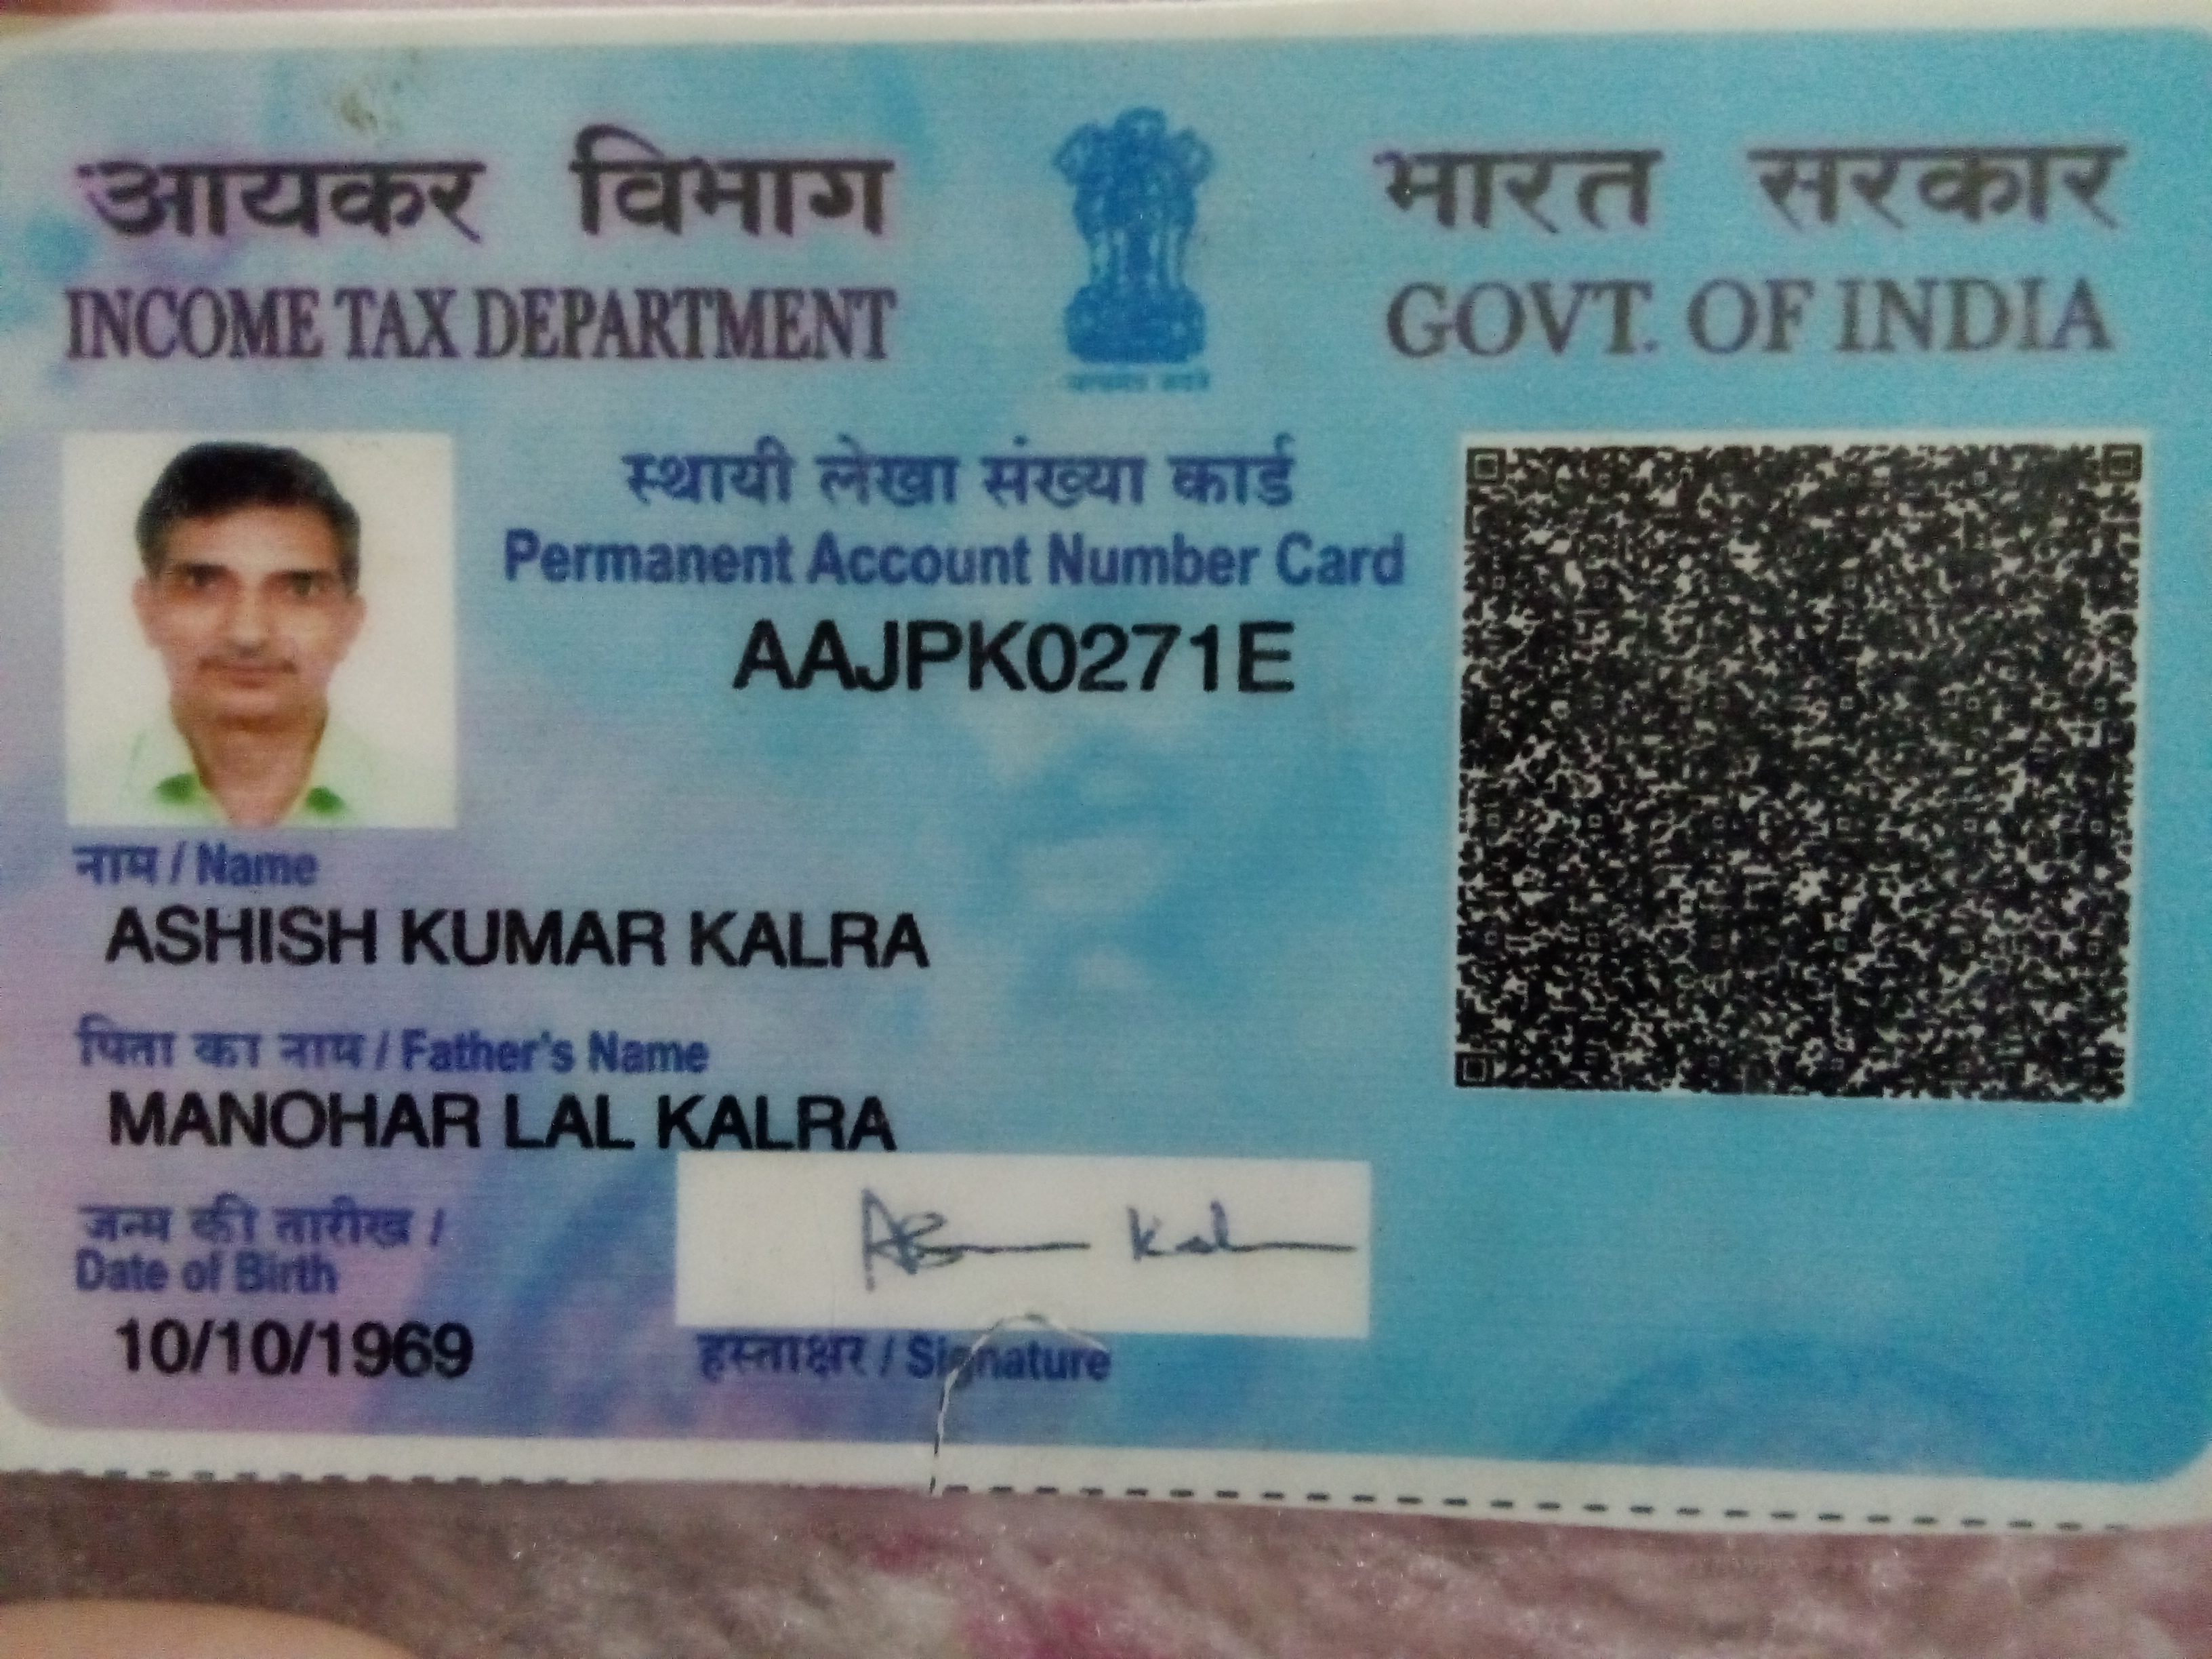 आयकर विभाग
INCOME TAX DEPARTMENT
भारत सरकार
GOVT. OF INDIA
स्थायी लेखा संख्या कार्ड
Permanent Account Number Card
AAJPK0271E
नाम / Name
ASHISH KUMAR KALRA
पिता का नाम / Father's Name
MANOHAR LAL KALRA
जन्म की तारीख /
Date of Birth
10/10/1969
हस्ताक्षर / Signature